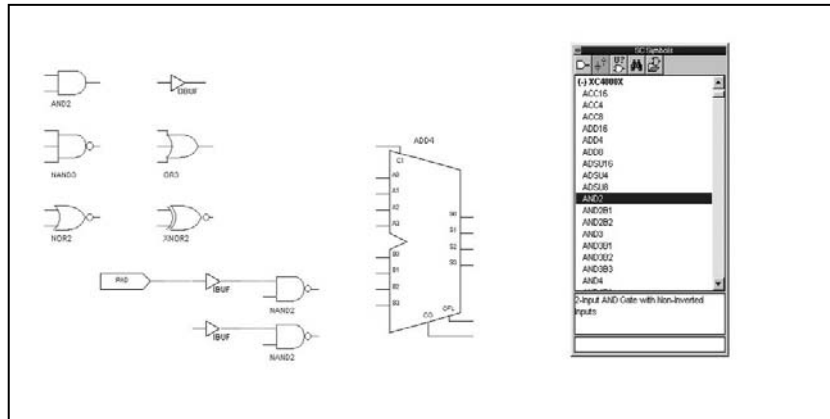 AND2
OBUF
NAND3
OR3
NOR2
XNOR2
IBUF
NAND2
IBUF
NAND2
ADD4
CI
A0
A1
A2
A3
B0
B1
B2
B3
S0
S1
S2
S3
OFL
CO
SC Symbols
(-) XC4000X
ACC16
ACC4
ACC8
ADD16
ADD4
ADD8
ADSU16
ADSU4
ADSU8
AND2
AND2B1
AND2B2
AND3
AND3B1
AND3B2
AND3B3
AND4
2-Input AND Gate with Non-Inverted
Inputs